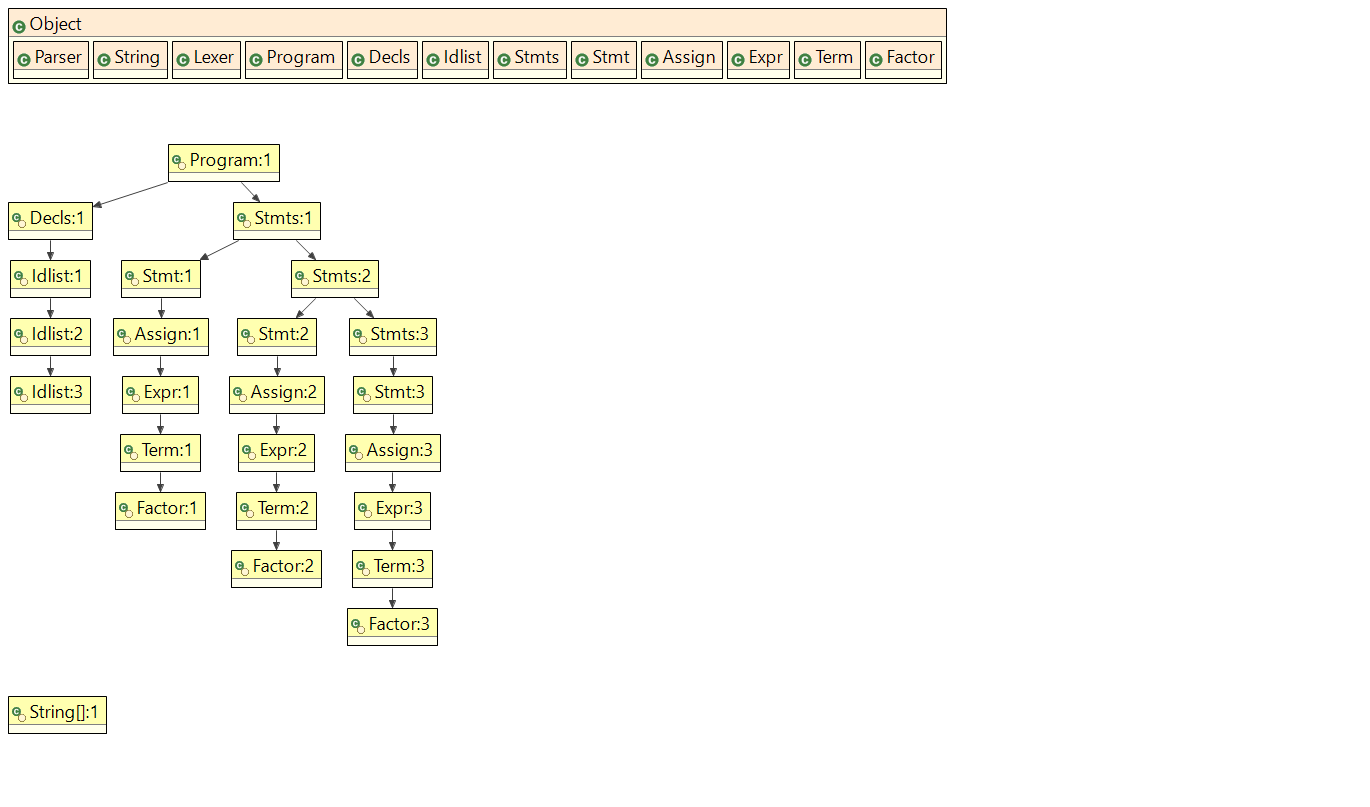 Object
Parser String Lexer Program Decls Idlist Stmts Stmt Assign Expr Term Factor
Program:1
Decls:1 Stmts:1
Idlist:1 Stmt:1 Stmts:2
Idlist:2 Assign:1 Stmt:2 Stmts:3
Idlist:3 Expr:1 Assign:2 Stmt:3
Term:1 Expr:2 Assign:3
Factor:1 Term:2 Expr:3
Factor:2 Term:3
Factor:3
String[]:1